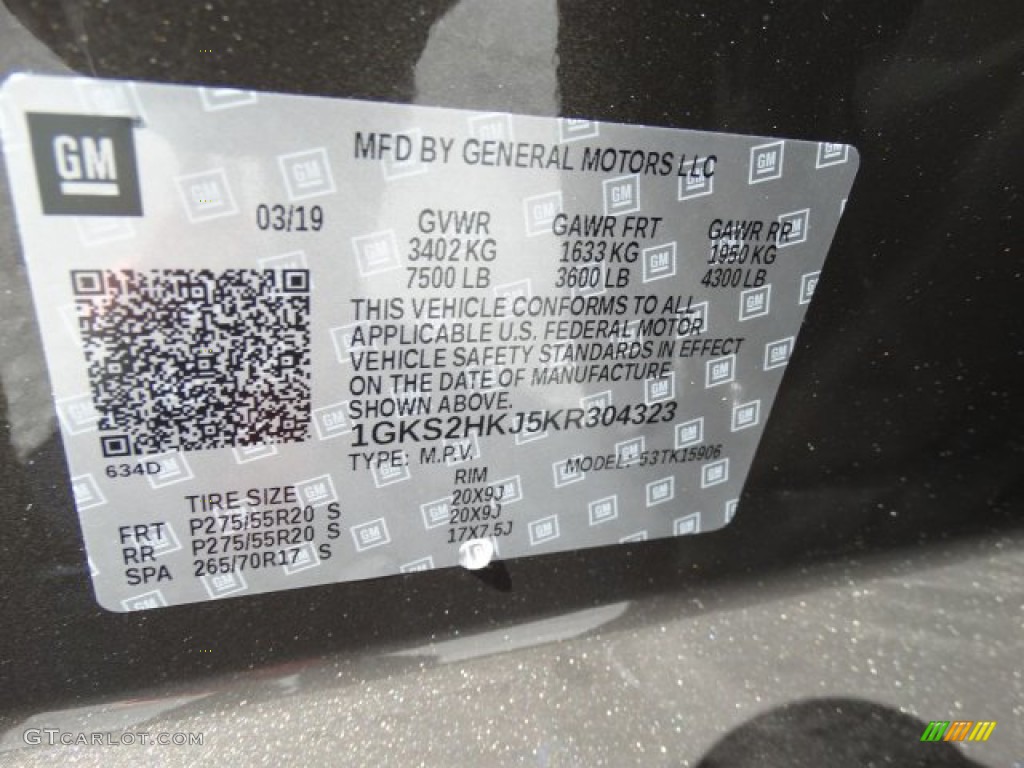 GM
MFD BY GENERAL MOTORS LLC
03/19
GVWR GAWR FRT GAWR RR
3402 KG 1633 KG 1950 KG
7500 LB 3600 LB 4300 LB
THIS VEHICLE CONFORMS TO ALL
APPLICABLE U.S. FEDERAL MOTOR
VEHICLE SAFETY STANDARDS IN EFFECT
ON THE DATE OF MANUFACTURE
SHOWN ABOVE.
1GKS2HKJ5KR304323
634D
TYPE: M.P.V. MODEL: 53TK15906
TIRE SIZE RIM
FRT P275/55R20 S 20X9J
RR P275/55R20 S 20X9J
SPA 265/70R17 S 17X7.5J
GTCARLOT.COM